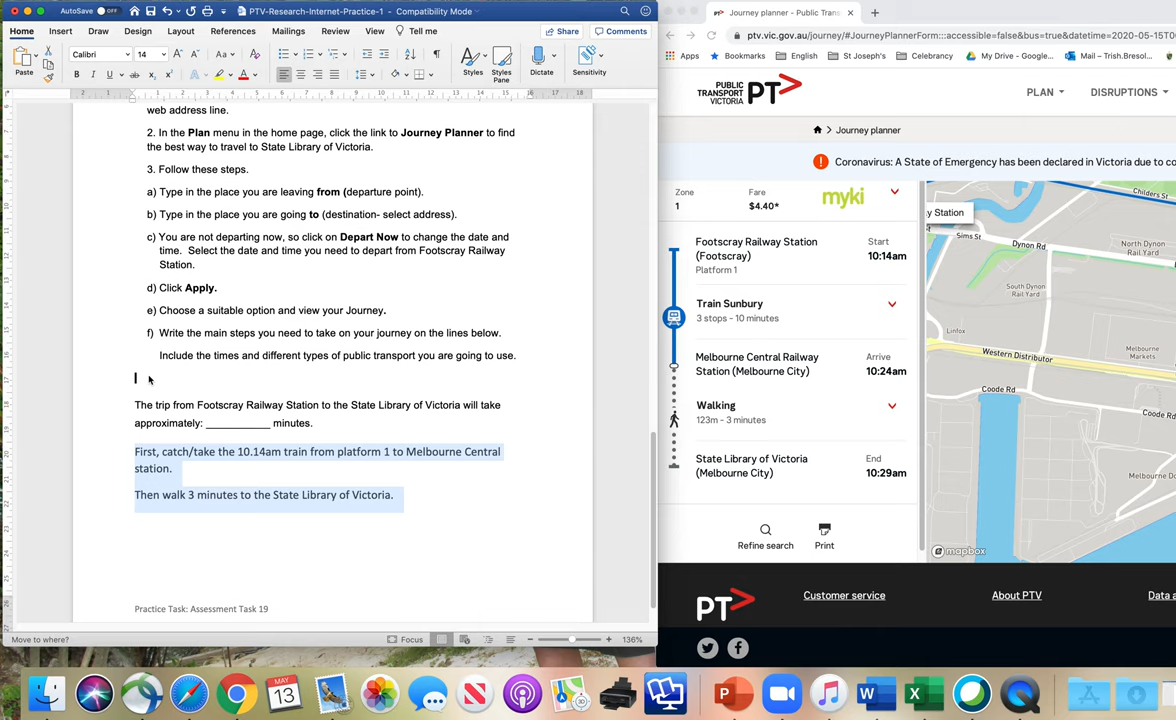 AutoSave OFF
PTV-Research-Internet-Practice-1 - Compatibility Mode
Home Insert Draw Design Layout References Mailings Review View Tell me
Share Comments
Paste
Calibri 14
Styles
Styles Pane
Dictate
Sensitivity
web address line.
2. In the Plan menu in the home page, click the link to Journey Planner to find
the best way to travel to State Library of Victoria.
3. Follow these steps.
a) Type in the place you are leaving from (departure point).
b) Type in the place you are going to (destination- select address).
c) You are not departing now, so click on Depart Now to change the date and
time. Select the date and time you need to depart from Footscray Railway
Station.
d) Click Apply.
e) Choose a suitable option and view your Journey.
f) Write the main steps you need to take on your journey on the lines below.
Include the times and different types of public transport you are going to use.
The trip from Footscray Railway Station to the State Library of Victoria will take
approximately: ____________ minutes.
First, catch/take the 10.14am train from platform 1 to Melbourne Central
station.
Then walk 3 minutes to the State Library of Victoria.
Practice Task: Assessment Task 19
Move to where?
Focus
136%
Journey planner - Public Trans
ptv.vic.gov.au/journey/#JourneyPlannerForm:::accessible=false&bus=true&datetime=2020-05-15T0
Apps Bookmarks English St Joseph's Celebrancy My Drive - Google... Mail – Trish.Bresol...
PUBLIC
TRANSPORT
VICTORIA
PT
PLAN DISRUPTIONS
Journey planner
Coronavirus: A State of Emergency has been declared in Victoria due to co
Zone Fare
1 $4.40*
myki
Footscray Railway Station Start
(Footscray) 10:14am
Platform 1
Train Sunbury
3 stops - 10 minutes
Melbourne Central Railway Arrive
Station (Melbourne City) 10:24am
Walking
123m - 3 minutes
State Library of Victoria End
(Melbourne City) 10:29am
Refine search Print
y Station
Sims St
Childers St
Dynon Rd
North Dynon
Rail Yard
South Dynon
Rail Yard
Linfox
Western Distributor
Melbourne
Markets
Coode Rd
Coode Rd
Melbourne Do
mapbox
PT
Customer service About PTV Data a
MAY
13